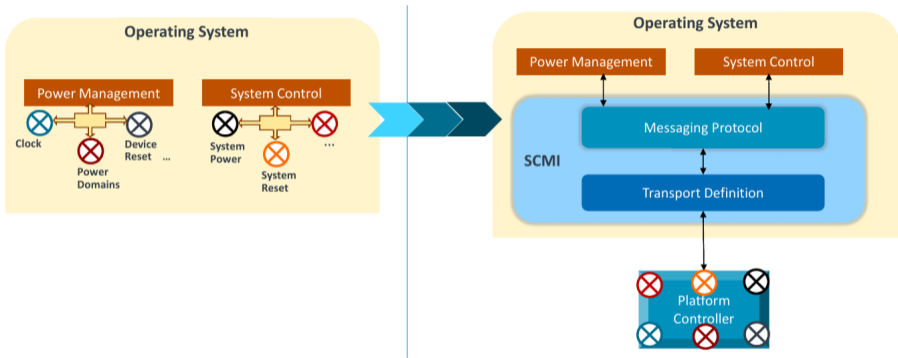 Operating System
Power Management
System Control
Clock
Device
Reset ...
Power
Domains
System
Power
System
Reset
...
Operating System
Power Management
System Control
Messaging Protocol
SCMI
Transport Definition
Platform
Controller